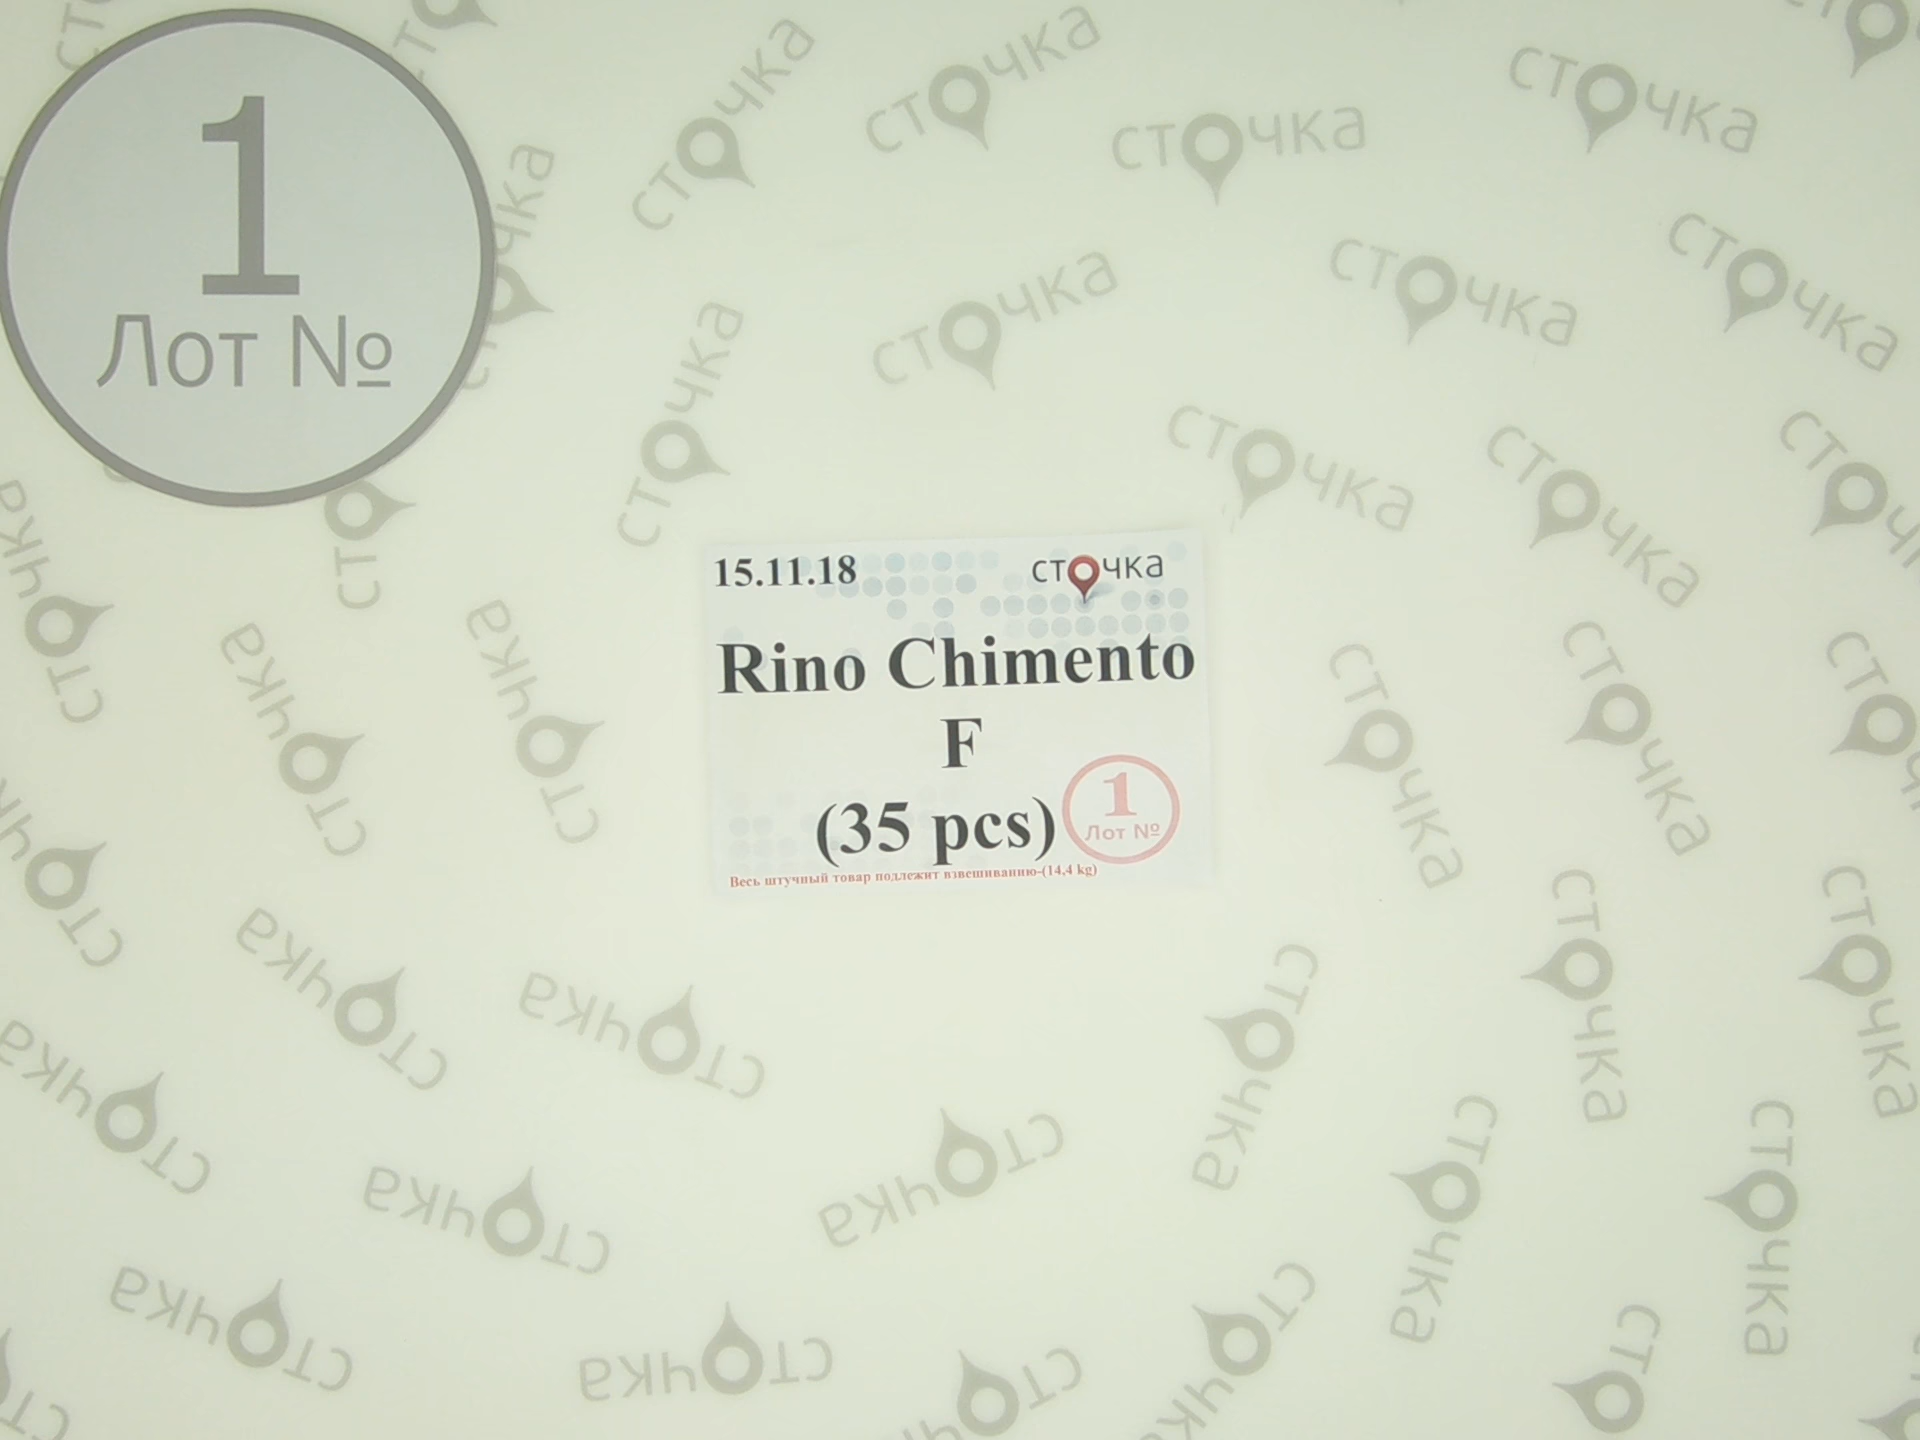 1
Лот №
15.11.18
сточка
Rino Chimento
F
(35 pcs)
1
Лот №
Весь штучный товар подлежит взвешиванию-(14,4 kg)